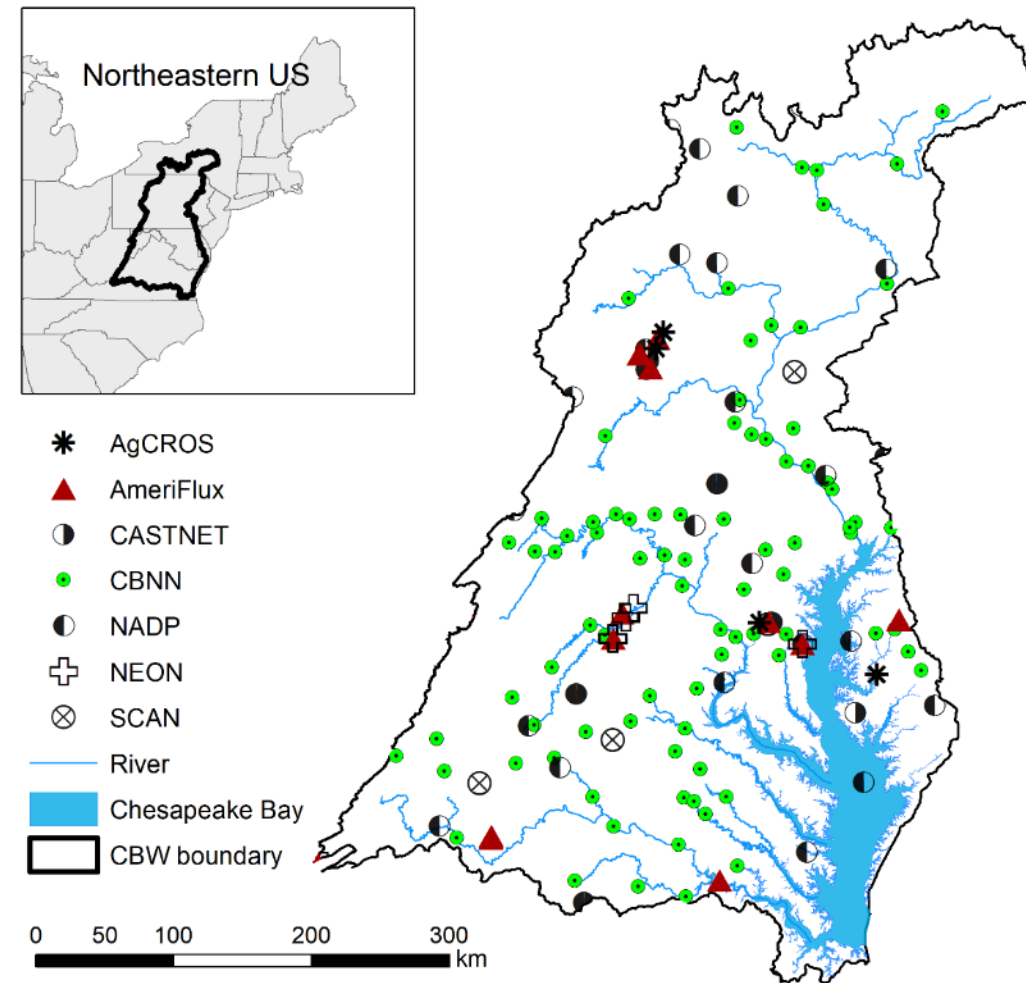 Northeastern US
AgCROS
AmeriFlux
CASTNET
CBNN
NADP
NEON
SCAN
River
Chesapeake Bay
CBW boundary
0 50 100 200 300
km